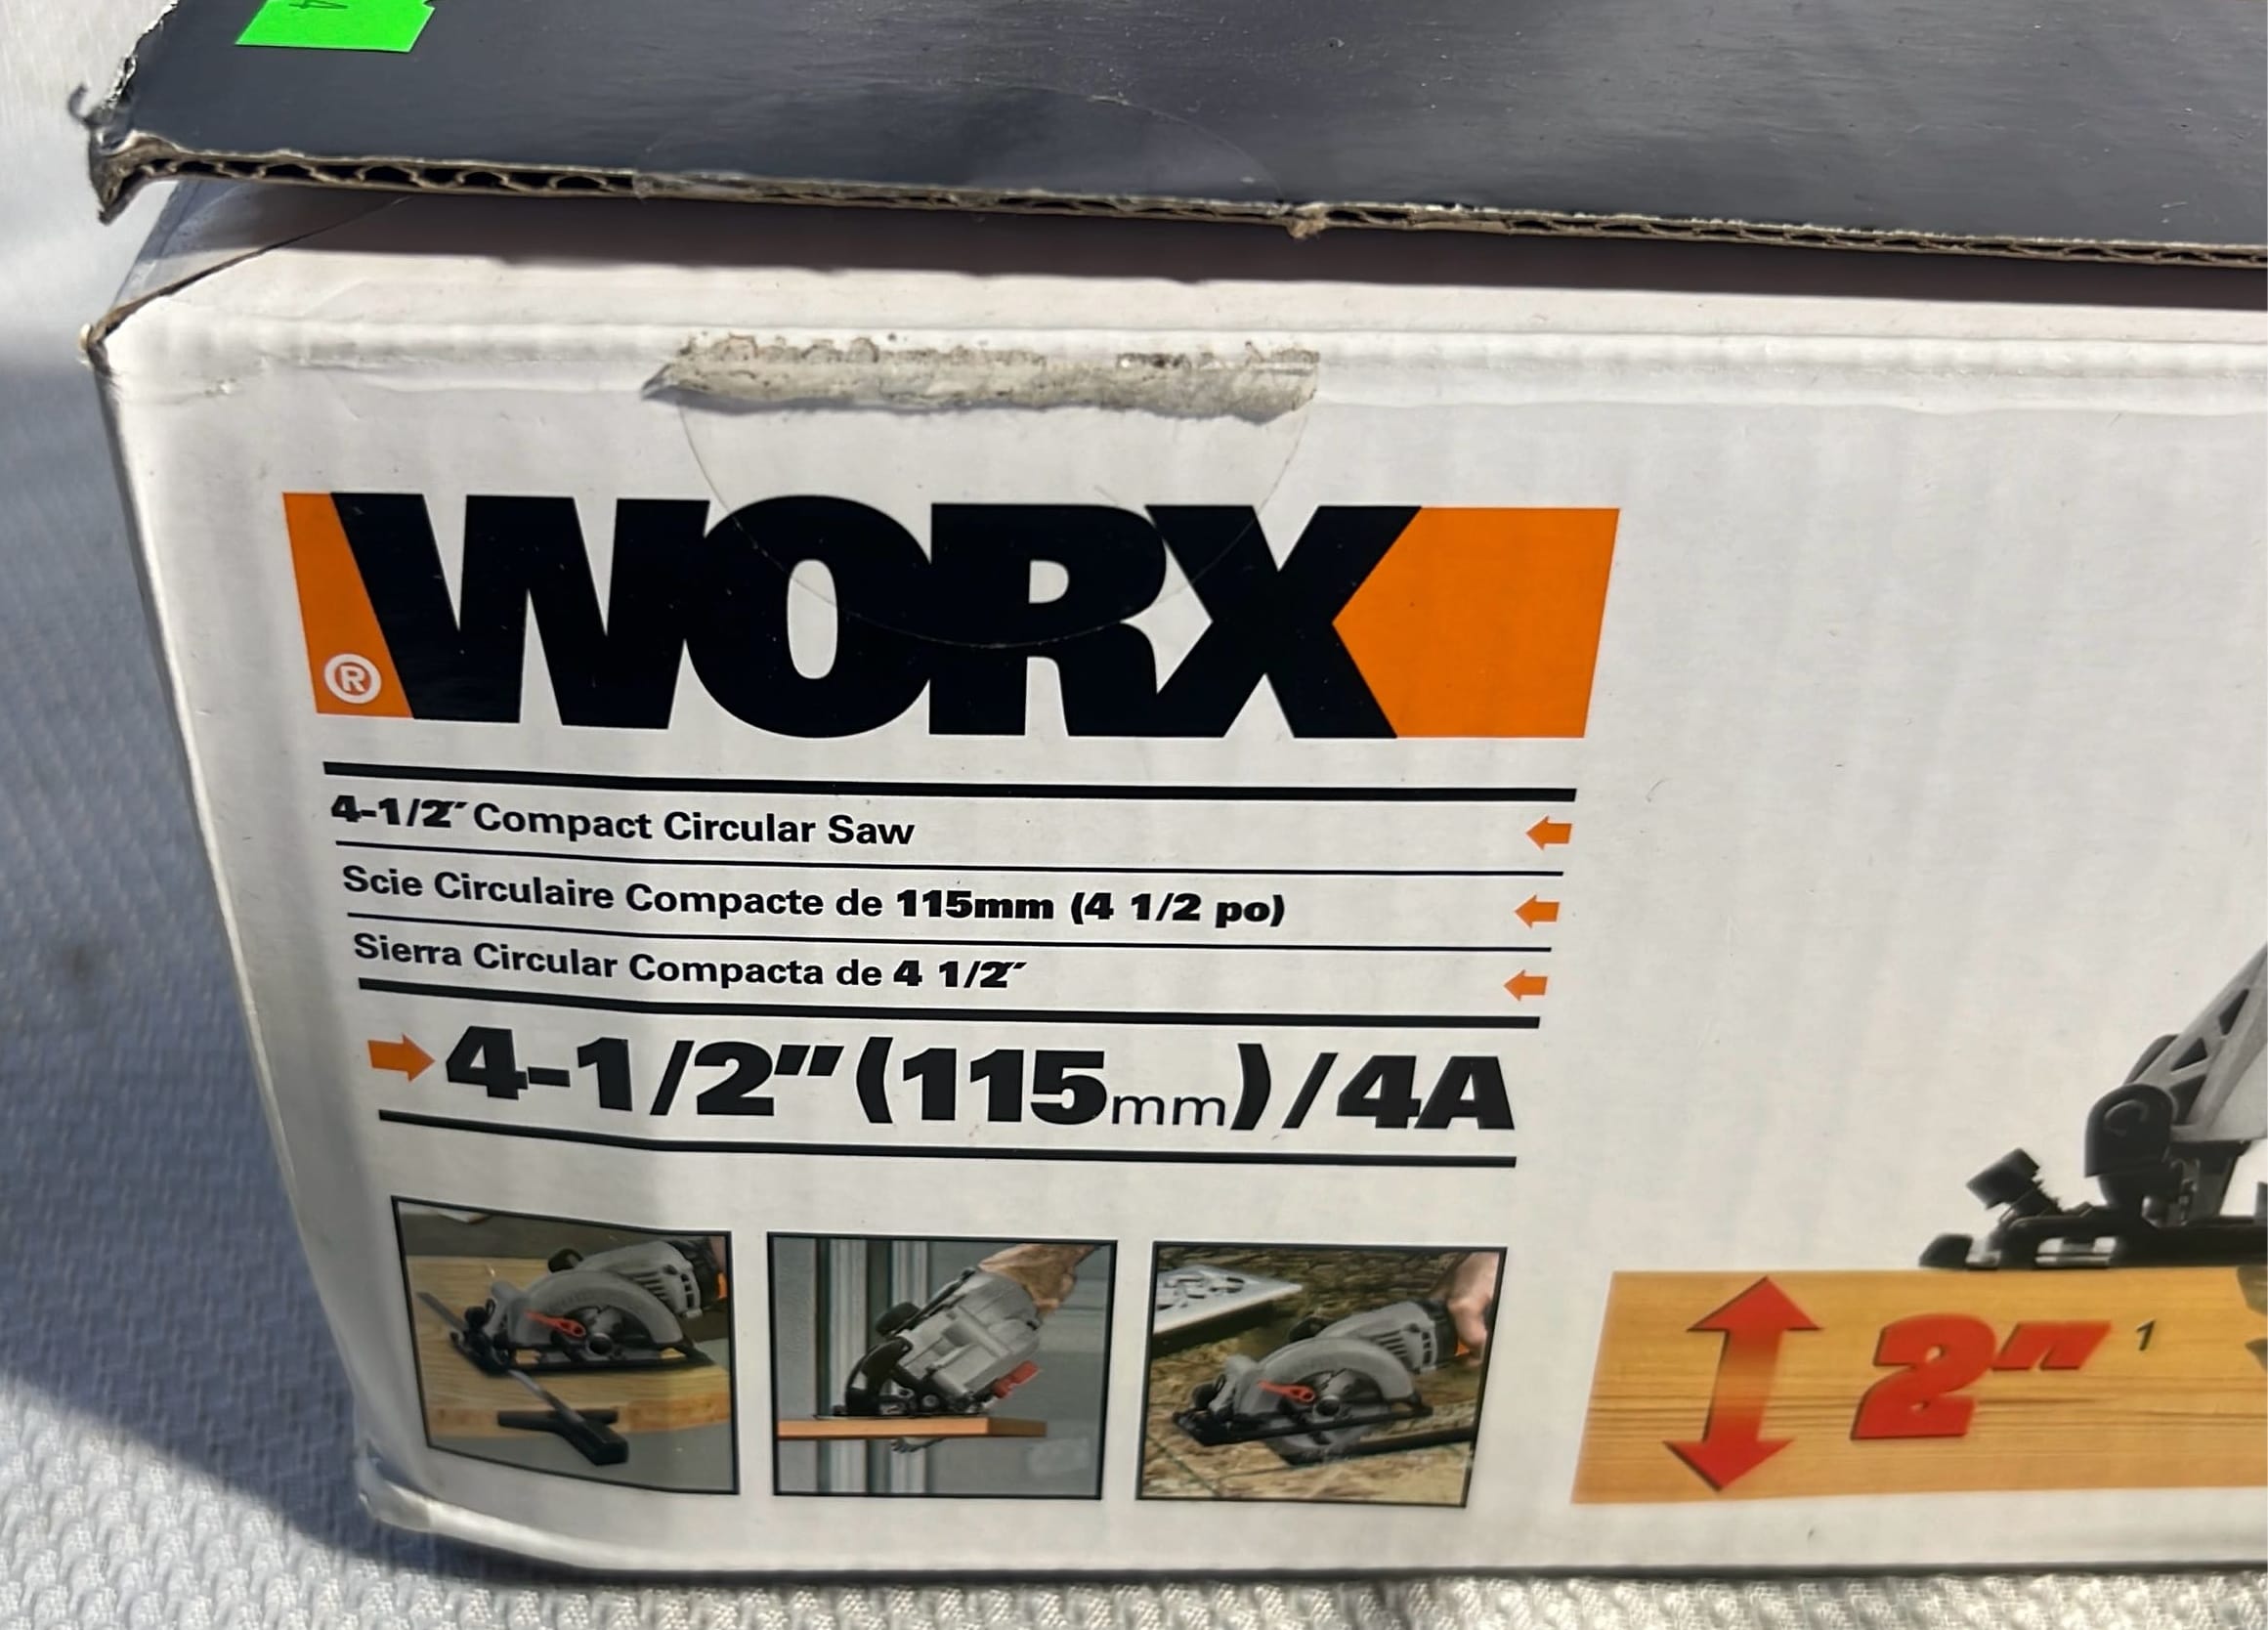 4
WORX
®
4-1/2" Compact Circular Saw
Scie Circulaire Compacte de 115mm (4 1/2 po)
Sierra Circular Compacta de 4 1/2"
4-1/2" (115mm)/4A
2" 1